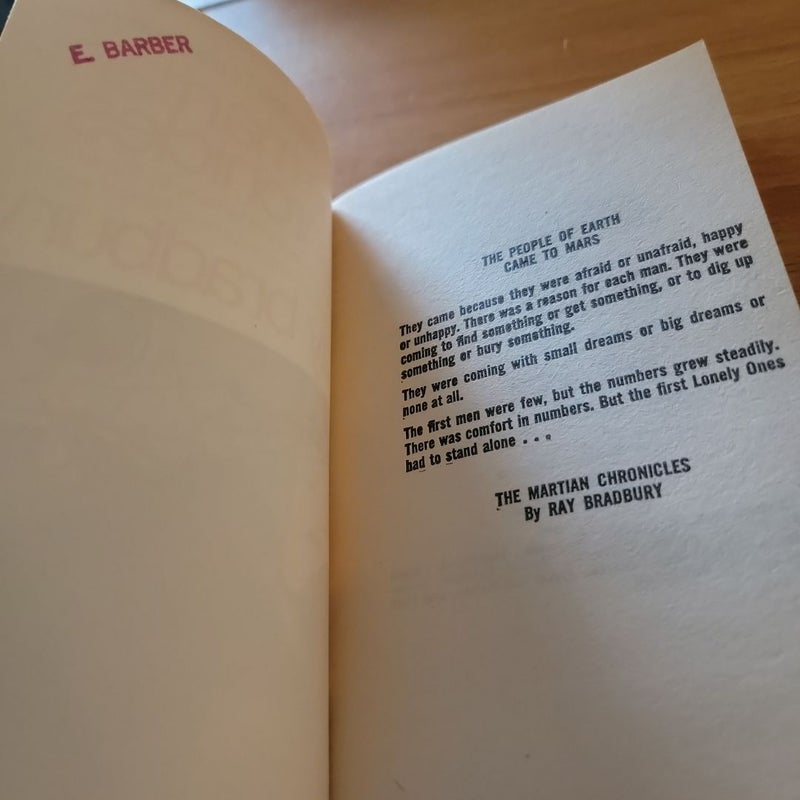 E. BARBER
THE PEOPLE OF EARTH
CAME TO MARS
They came because they were afraid or unafraid, happy
or unhappy. There was a reason for each man. They were
coming to find something or get something, or to dig up
something or bury something.
They were coming with small dreams or big dreams or
none at all.
The first men were few, but the numbers grew steadily.
There was comfort in numbers. But the first Lonely Ones
had to stand alone . . .
THE MARTIAN CHRONICLES
By RAY BRADBURY